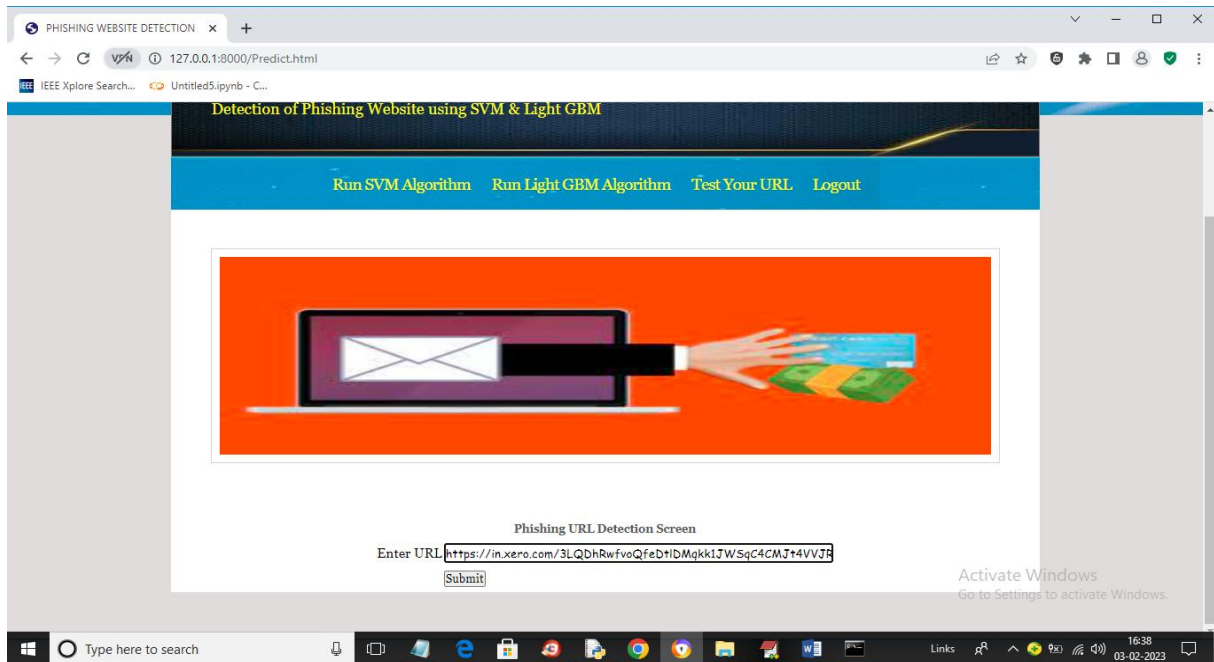 PHISHING WEBSITE DETECTION
VPN 127.0.0.1:8000/Predict.html
IEEE Xplore Search... Untitled5.ipynb - C...
Detection of Phishing Website using SVM & Light GBM
Run SVM Algorithm Run Light GBM Algorithm Test Your URL Logout
Phishing URL Detection Screen
Enter URL https://in.xero.com/3LQDhRwfvoQfeDtlDMqkk1JWSqC4CMJt4VVJR
Submit
Activate Windows
Go to Settings to activate Windows.
Type here to search
Links
16:38
03-02-2023